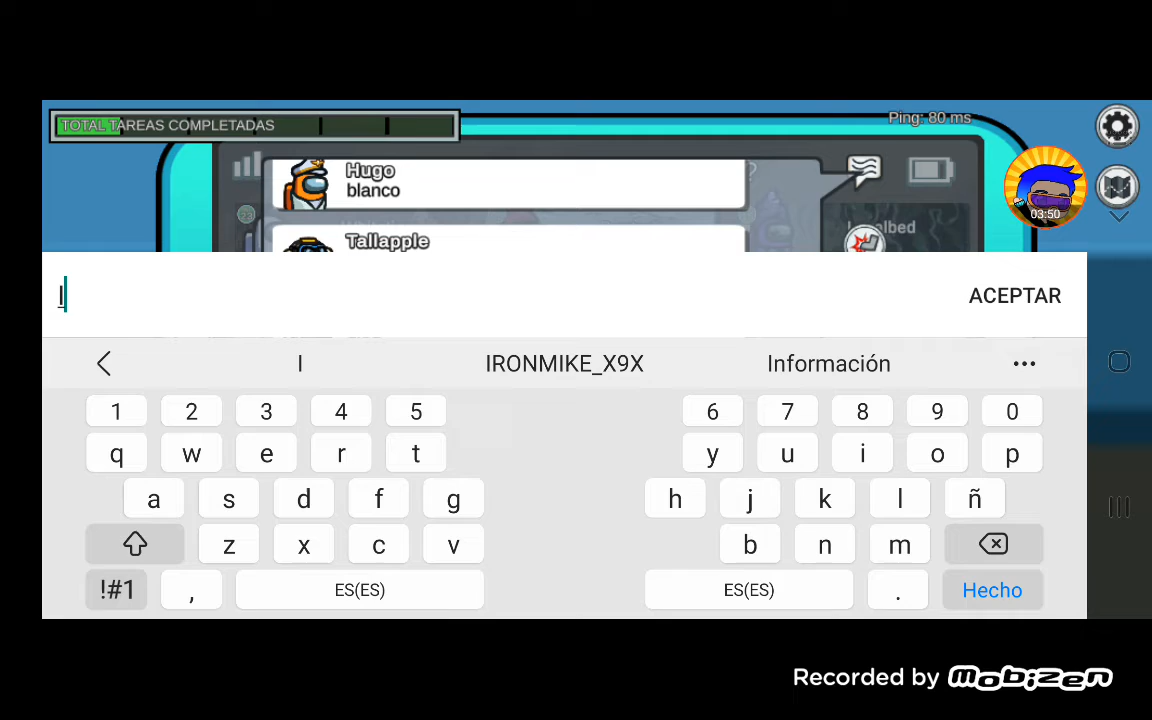 TOTAL TAREAS COMPLETADAS
Ping: 80 ms
Hugo
blanco
Tallapple
03:50
I
ACEPTAR
I IRONMIKE_X9X Información ...
1 2 3 4 5 6 7 8 9 0
q w e r t y u i o p
a s d f g h j k l ñ
z x c v b n m
!#1 , ES(ES) ES(ES) . Hecho
Recorded by mobizen